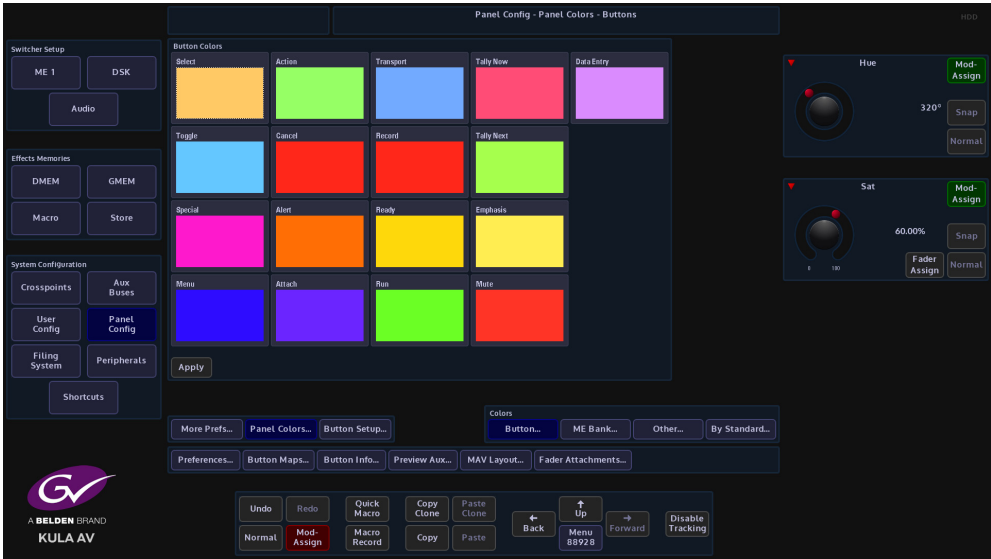 Panel Config - Panel Colors - Buttons
HDD
Switcher Setup
ME 1
DSK
Audio
Effects Memories
DMEM
GMEM
Macro
Store
System Configuration
Crosspoints
Aux
Buses
User
Config
Panel
Config
Filing
System
Peripherals
Shortcuts
Button Colors
Select
Action
Transport
Tally Now
Data Entry
Toggle
Cancel
Record
Tally Next
Special
Alert
Ready
Emphasis
Menu
Attach
Run
Mute
Apply
Hue
Mod-
Assign
320°
Snap
Normal
Sat
Mod-
Assign
60.00%
Snap
Fader
Assign
Normal
0 100
More Prefs...
Panel Colors...
Button Setup...
Colors
Button...
ME Bank...
Other...
By Standard...
Preferences...
Button Maps...
Button Info...
Preview Aux...
MAV Layout...
Fader Attachments...
GV
A BELDEN BRAND
KULA AV
Undo
Redo
Normal
Mod-
Assign
Quick
Macro
Macro
Record
Copy
Clone
Paste
Clone
Copy
Paste
Back
Up
Menu
88928
Forward
Disable
Tracking